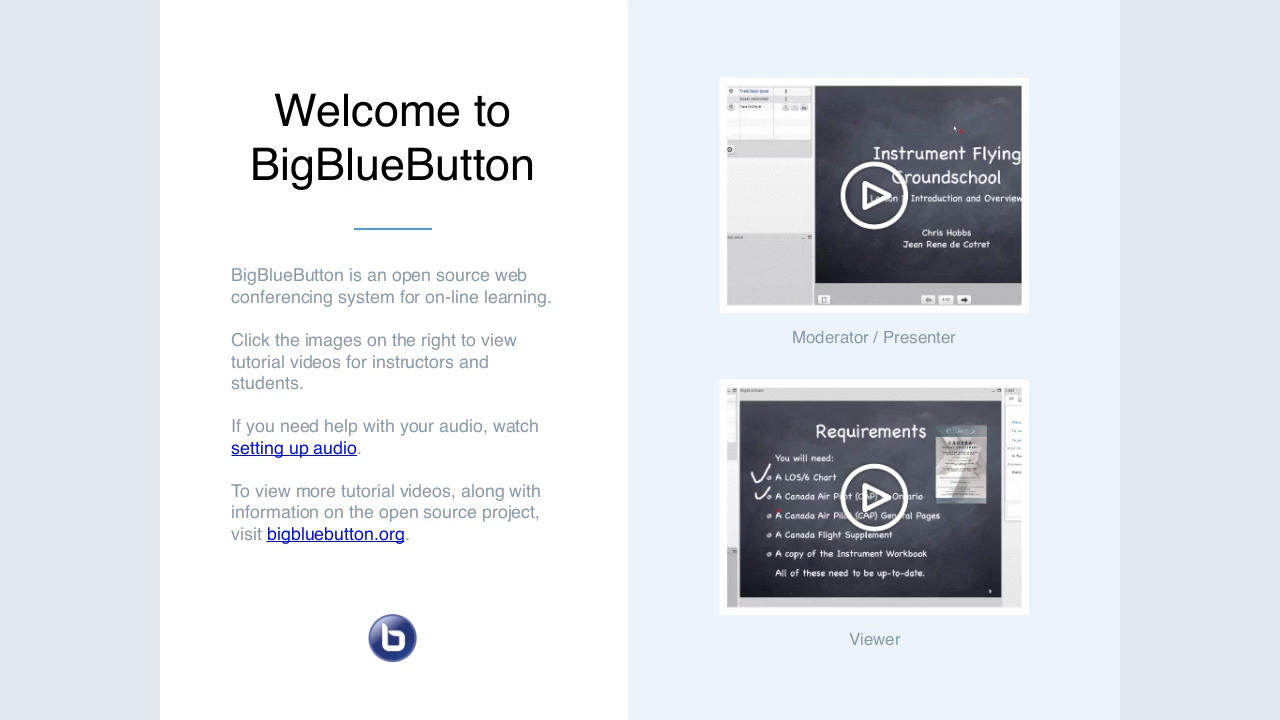 Welcome to
BigBlueButton
BigBlueButton is an open source web
conferencing system for on-line learning.
Click the images on the right to view
tutorial videos for instructors and
students.
If you need help with your audio, watch
setting up audio.
To view more tutorial videos, along with
information on the open source project,
visit bigbluebutton.org.
b
Instrument Flying
Groundschool
Introduction and Overview
Chris Hobbs
Jean Rene de Cotret
Moderator / Presenter
Requirements
You will need:
A LO5/6 Chart
A Canada Air Pilot (CAP) Ontario
A Canada Air Pilot (CAP) General Pages
A Canada Flight Supplement
A copy of the Instrument Workbook
All of these need to be up-to-date.
CANADA
Viewer